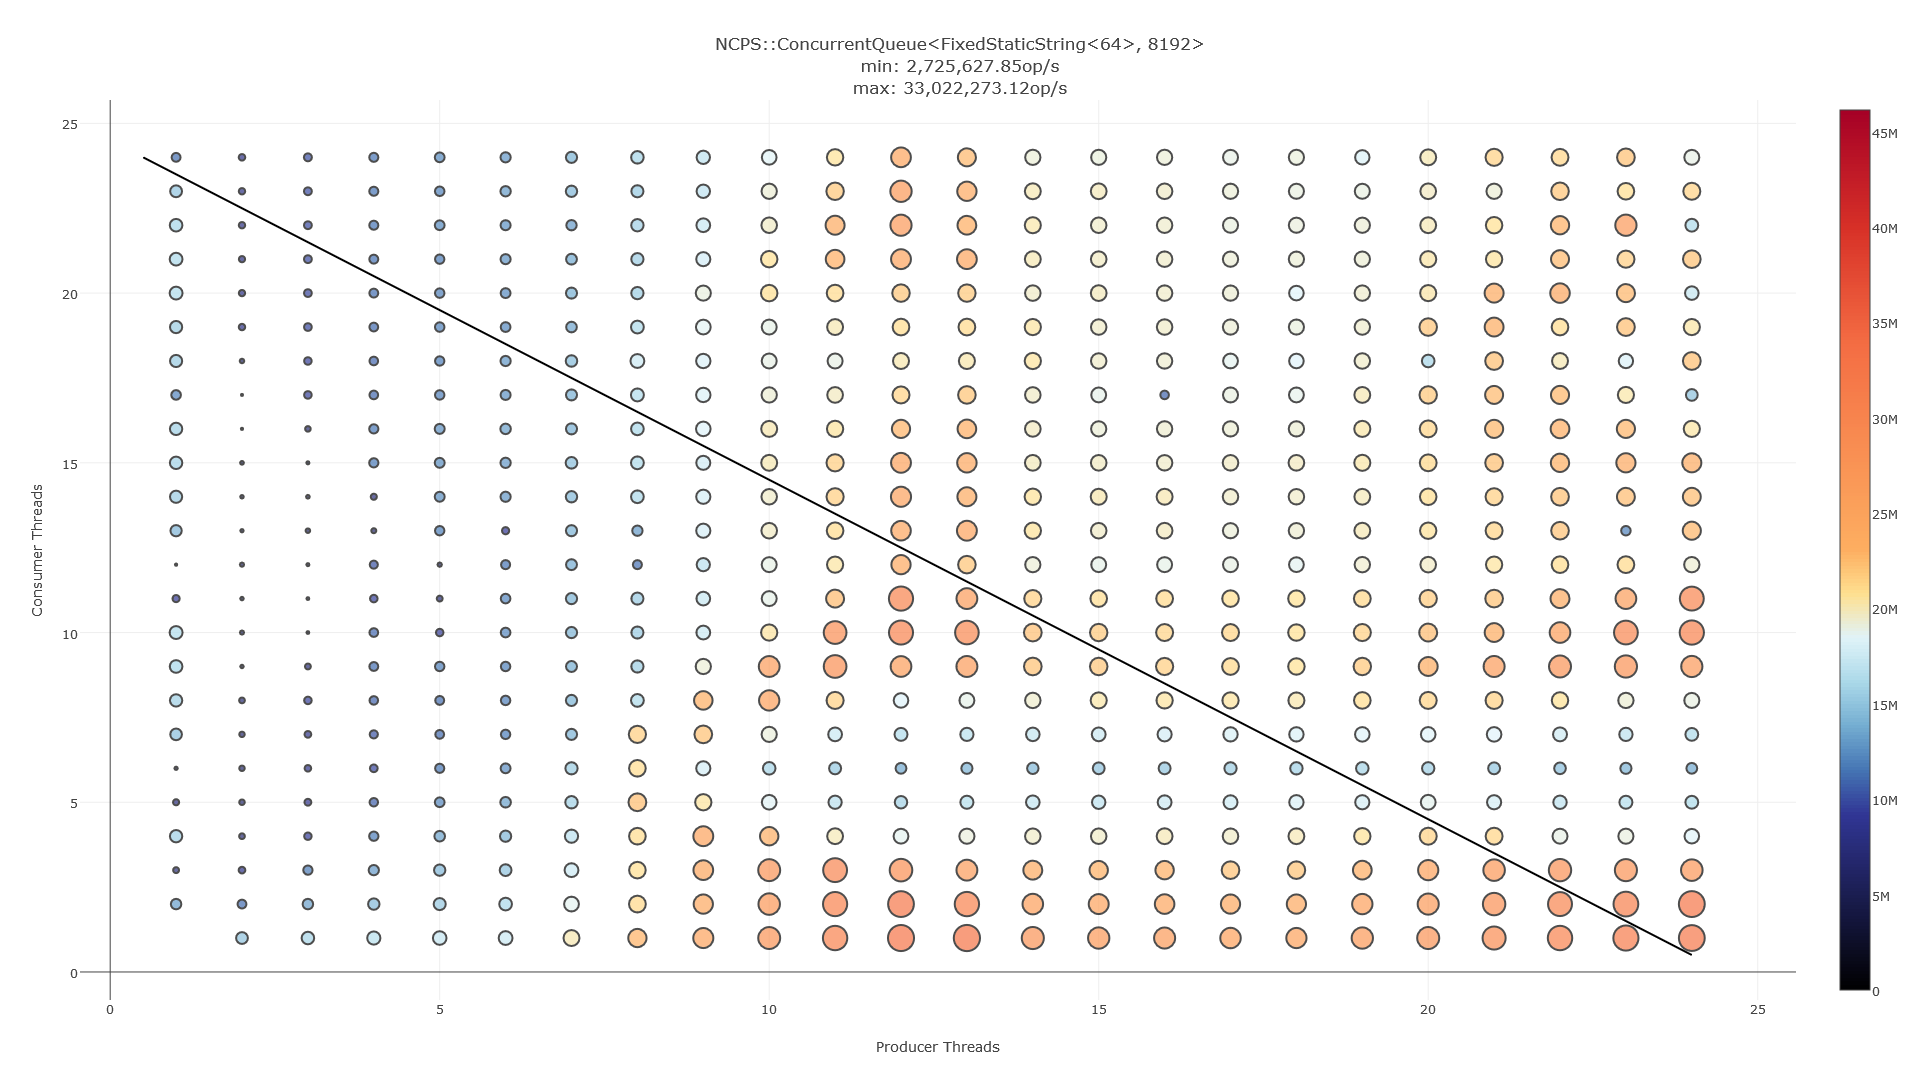 NCPS::ConcurrentQueue<FixedStaticString<64>, 8192>
min: 2,725,627.85op/s
max: 33,022,273.12op/s
25
20
15
10
5
0
Consumer Threads
0
5
10
15
20
25
Producer Threads
45M
40M
35M
30M
25M
20M
15M
10M
5M
0